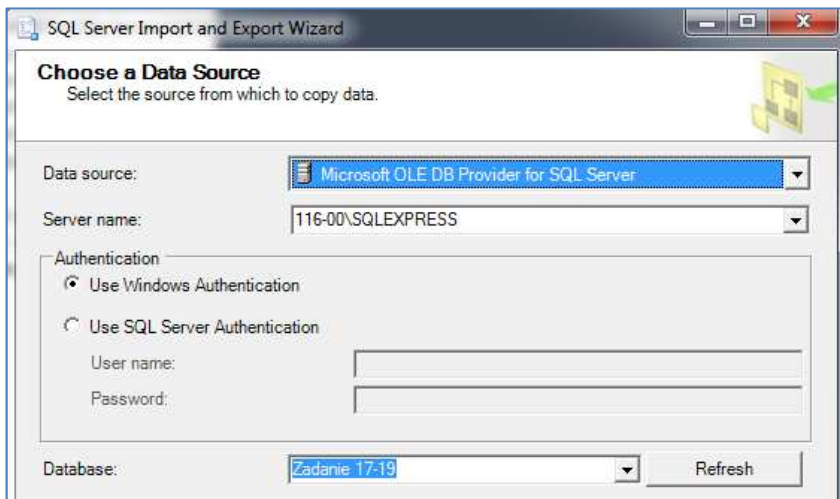 SQL Server Import and Export Wizard
Choose a Data Source
Select the source from which to copy data.
Data source: Microsoft OLE DB Provider for SQL Server
Server name: 116-00\SQLEXPRESS
Authentication
Use Windows Authentication
Use SQL Server Authentication
User name:
Password:
Database: Zadanie 17-19 Refresh